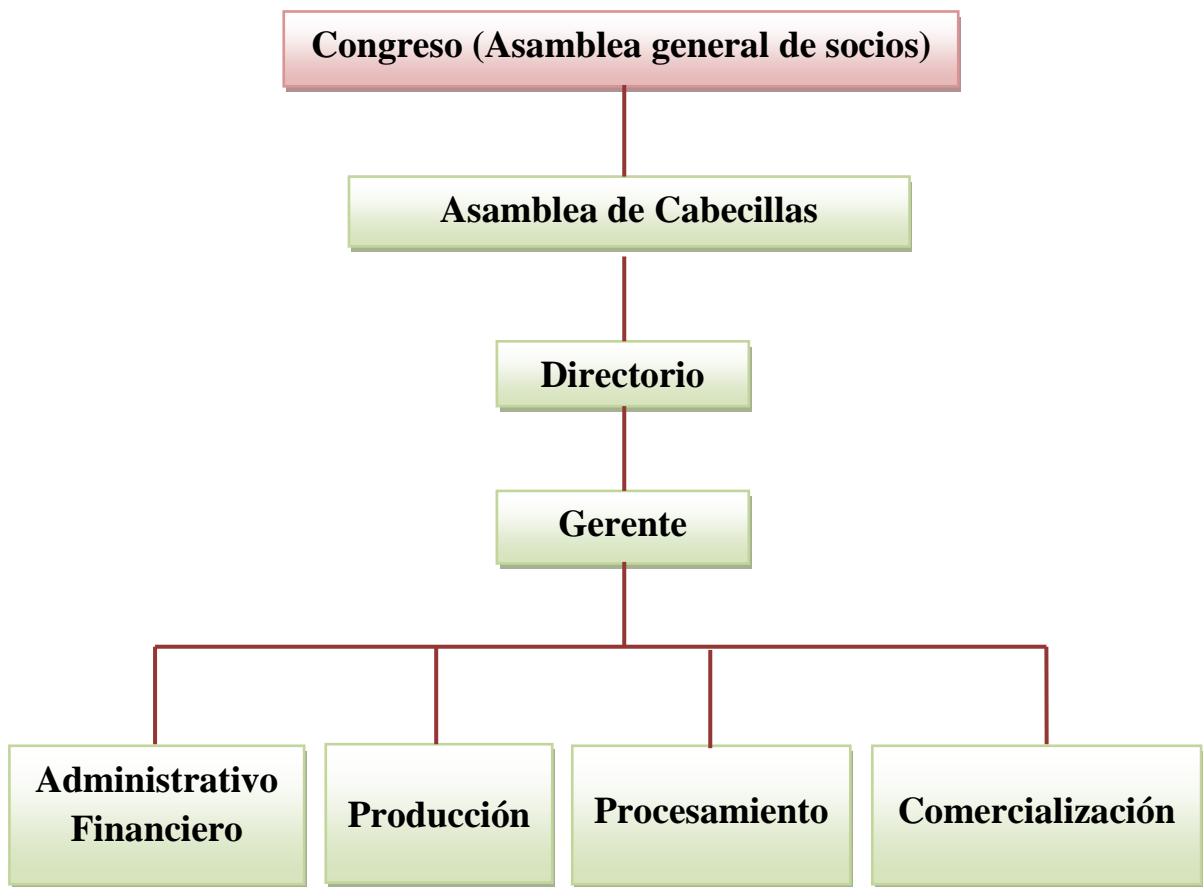 Congreso (Asamblea general de socios)
Asamblea de Cabecillas
Directorio
Gerente
Administrativo
Financiero
Producción
Procesamiento
Comercialización